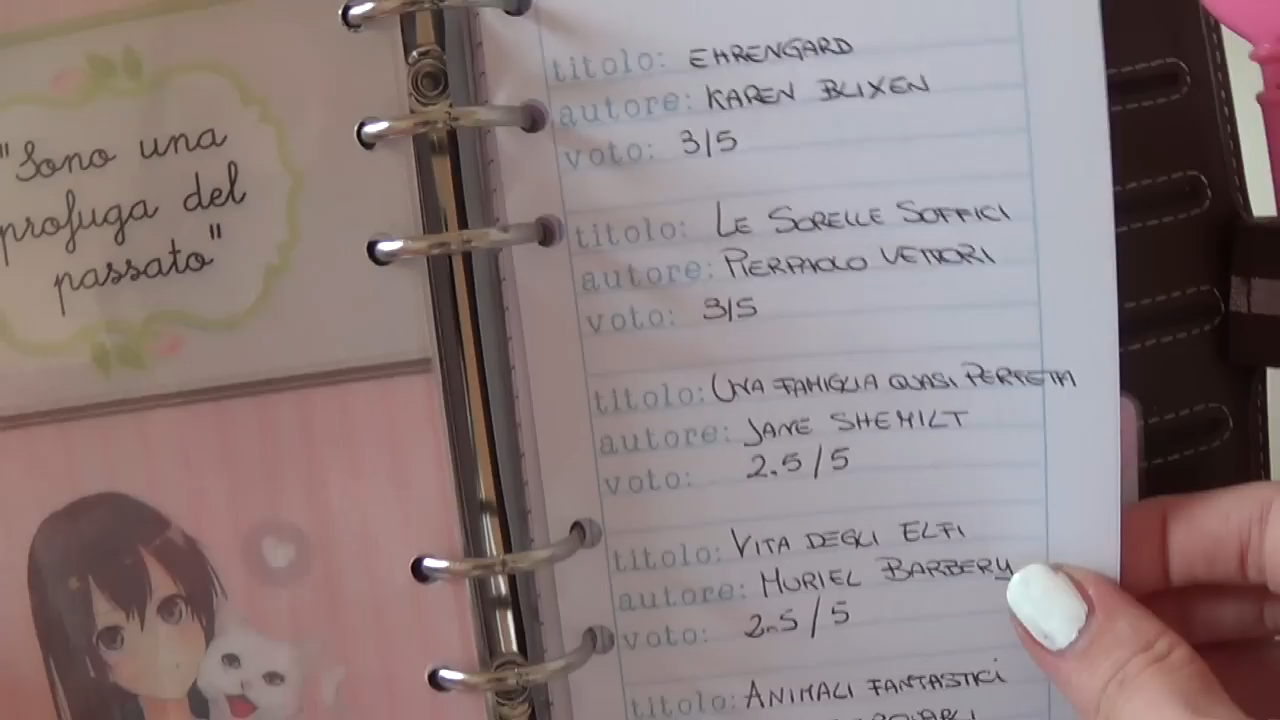 "Sono una
profuga del
passato"
titolo: EHRENGARD
autore: KAREN BLIXEN
voto: 3/5
titolo: LE SORELLE SOFFICI
autore: PIERPAOLO VETTORI
voto: 3/5
titolo: UNA FAMIGLIA QUASI PERFETTA
autore: JANE SHEMILT
voto: 2.5/5
titolo: VITA DEGLI ELFI
autore: MURIEL BARBERY
voto: 2.5/5
titolo: ANIMALI FANTASTICI